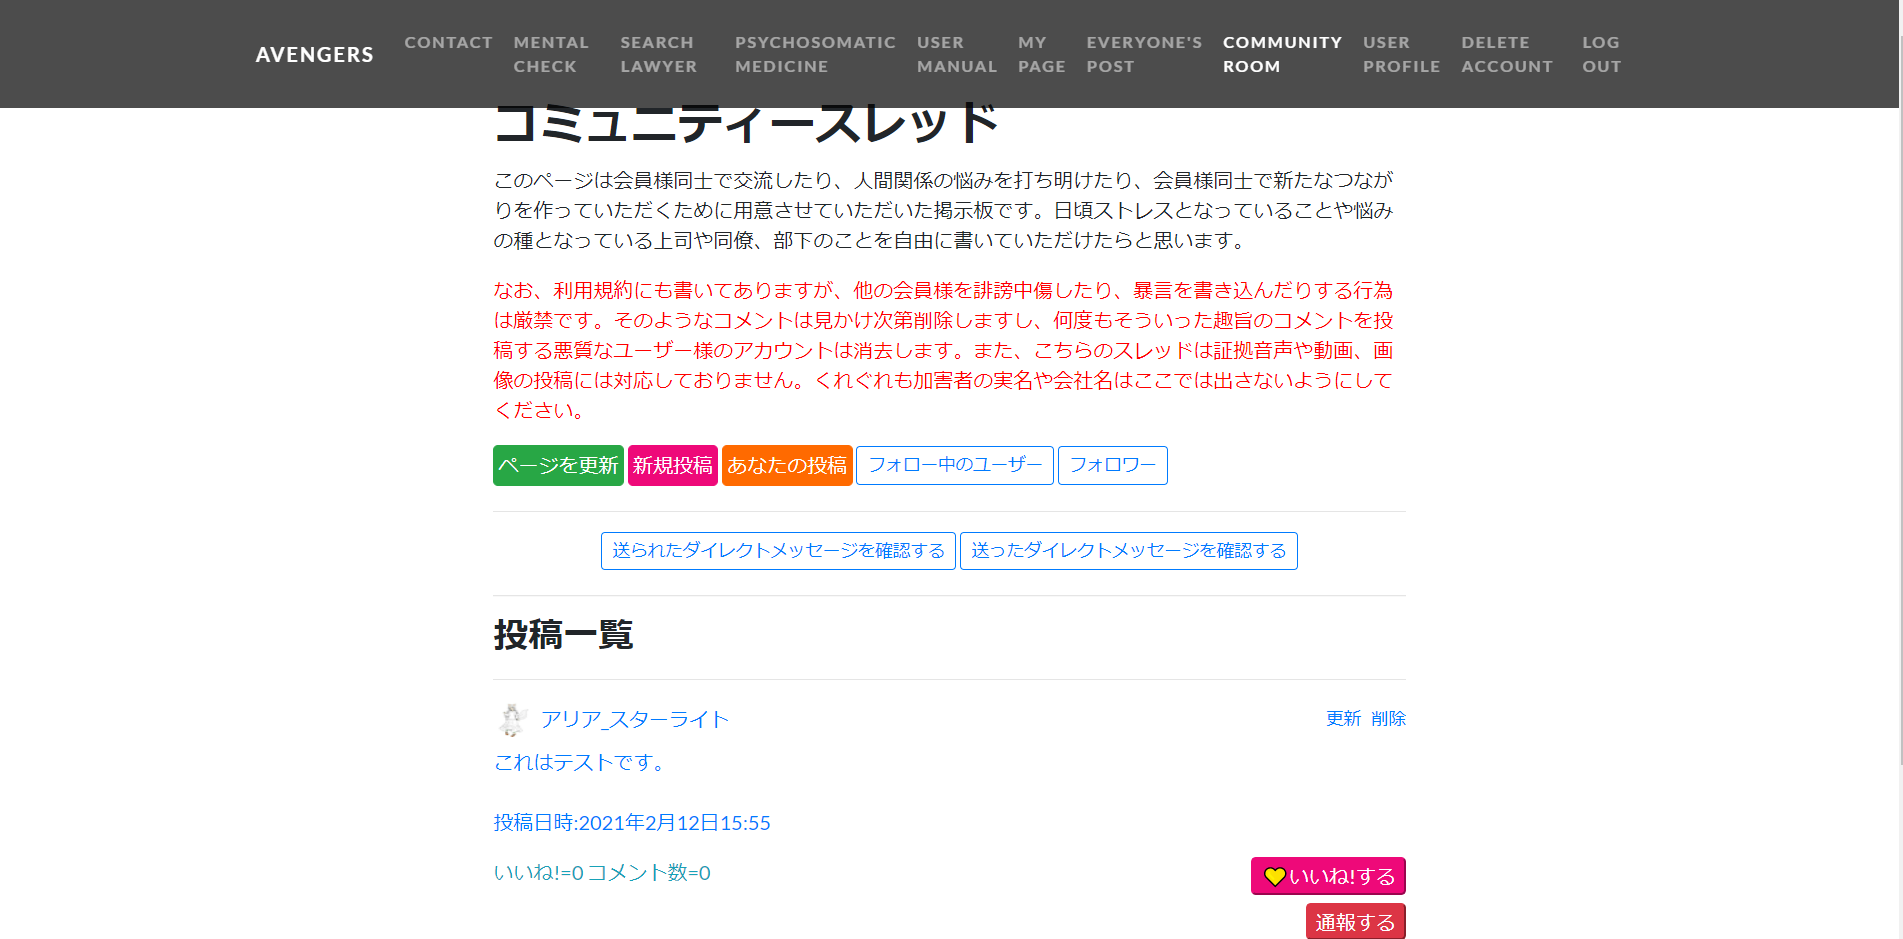 AVENGERS
CONTACT
MENTAL
CHECK
SEARCH
LAWYER
PSYCHOSOMATIC
MEDICINE
USER
MANUAL
MY
PAGE
EVERYONE'S
POST
COMMUNITY
ROOM
USER
PROFILE
DELETE
ACCOUNT
LOG
OUT
コミュニティースレッド
このページは会員様同士で交流したり、人間関係の悩みを打ち明けたり、会員様同士で新たなつなが
りを作っていただくために用意させていただいた掲示板です。日頃ストレスとなっていることや悩み
の種となっている上司や同僚、部下のことを自由に書いていただけたらと思います。
なお、利用規約にも書いてありますが、他の会員様を誹謗中傷したり、暴言を書き込んだりする行為
は厳禁です。そのようなコメントは見かけ次第削除しますし、何度もそういった趣旨のコメントを投
稿する悪質なユーザー様のアカウントは消去します。また、こちらのスレッドは証拠音声や動画、画
像の投稿には対応しておりません。くれぐれも加害者の実名や会社名はここでは出さないようにして
ください。
ページを更新 新規投稿 あなたの投稿 フォロー中のユーザー フォロワー
送られたダイレクトメッセージを確認する 送ったダイレクトメッセージを確認する
投稿一覧
アリア_スターライト 更新 削除
これはテストです。
投稿日時:2021年2月12日15:55
いいね!=0 コメント数=0 いいね!する
通報する